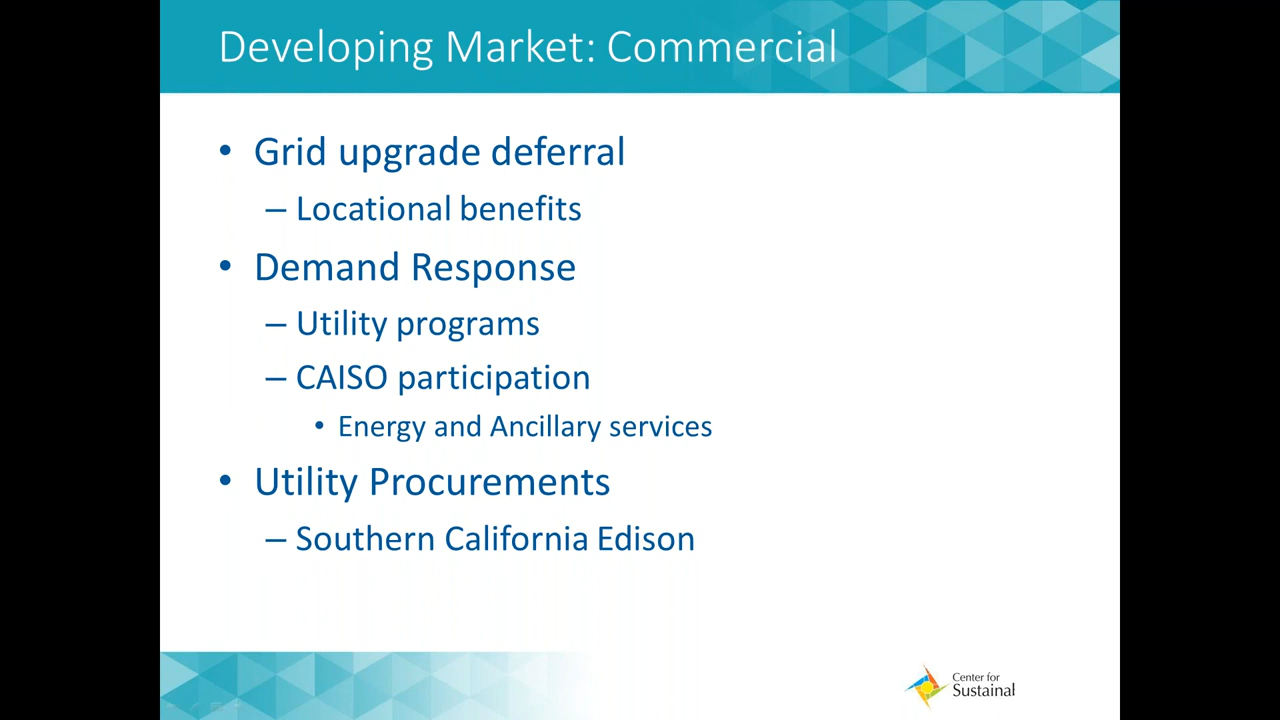 Developing Market: Commercial
• Grid upgrade deferral
– Locational benefits
• Demand Response
– Utility programs
– CAISO participation
• Energy and Ancillary services
• Utility Procurements
– Southern California Edison
Center for
Sustainal